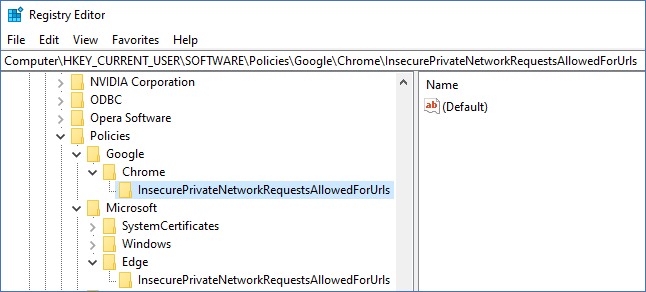 Registry Editor
File Edit View Favorites Help
Computer\HKEY_CURRENT_USER\SOFTWARE\Policies\Google\Chrome\InsecurePrivateNetworkRequestsAllowedForUrls
NVIDIA Corporation
ODBC
Opera Software
Policies
Google
Chrome
InsecurePrivateNetworkRequestsAllowedForUrls
Microsoft
SystemCertificates
Windows
Edge
InsecurePrivateNetworkRequestsAllowedForUrls
Name
ab (Default)